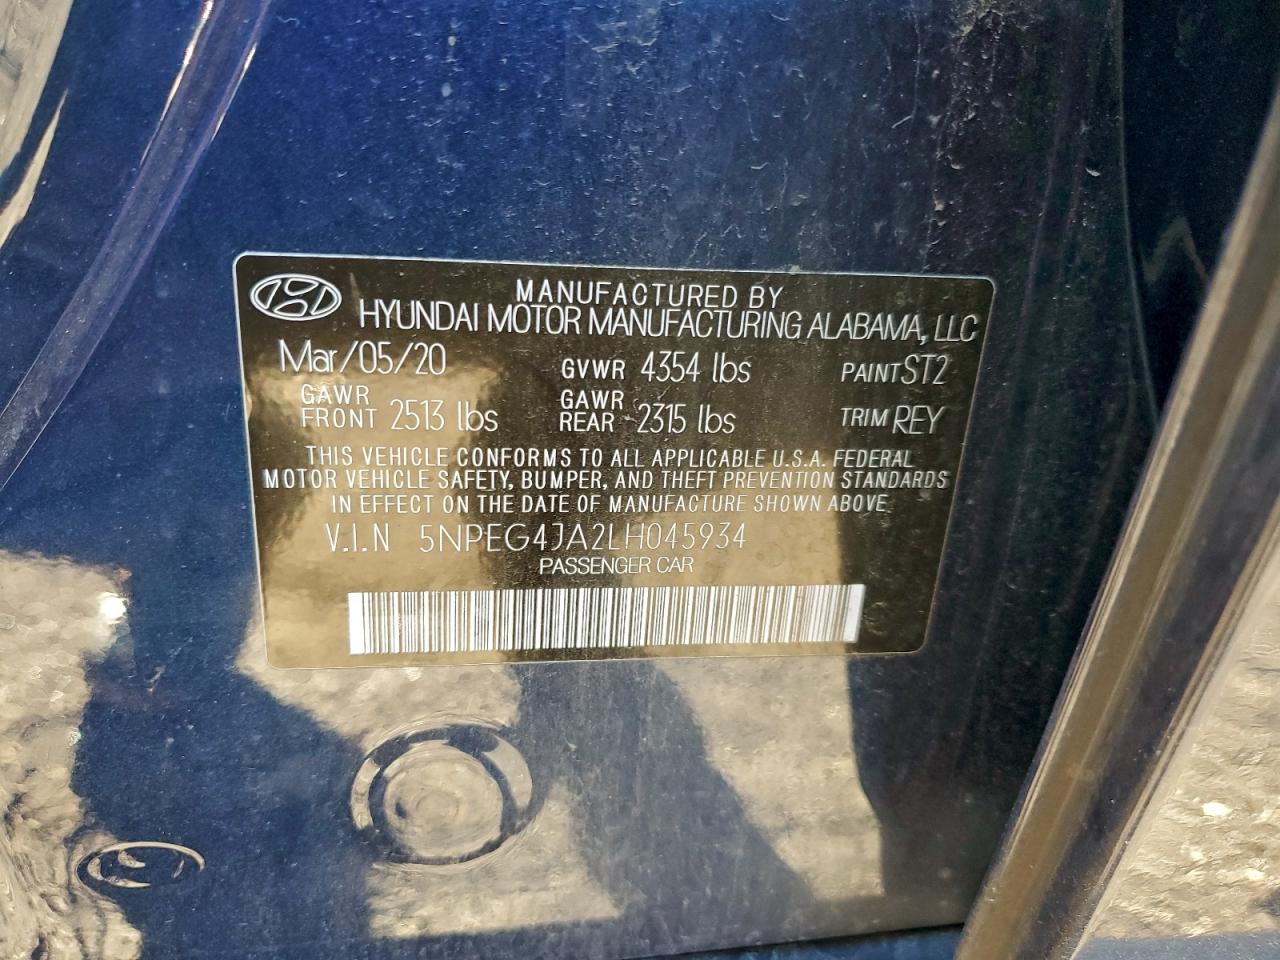 MANUFACTURED BY
HYUNDAI MOTOR MANUFACTURING ALABAMA, LLC
Mar/05/20 GVWR 4354 lbs PAINT ST2
GAWR FRONT 2513 lbs GAWR REAR 2315 lbs TRIM REY
THIS VEHICLE CONFORMS TO ALL APPLICABLE U.S.A. FEDERAL
MOTOR VEHICLE SAFETY, BUMPER, AND THEFT PREVENTION STANDARDS
IN EFFECT ON THE DATE OF MANUFACTURE SHOWN ABOVE.
V.I.N 5NPEG4JA2LH045934
PASSENGER CAR